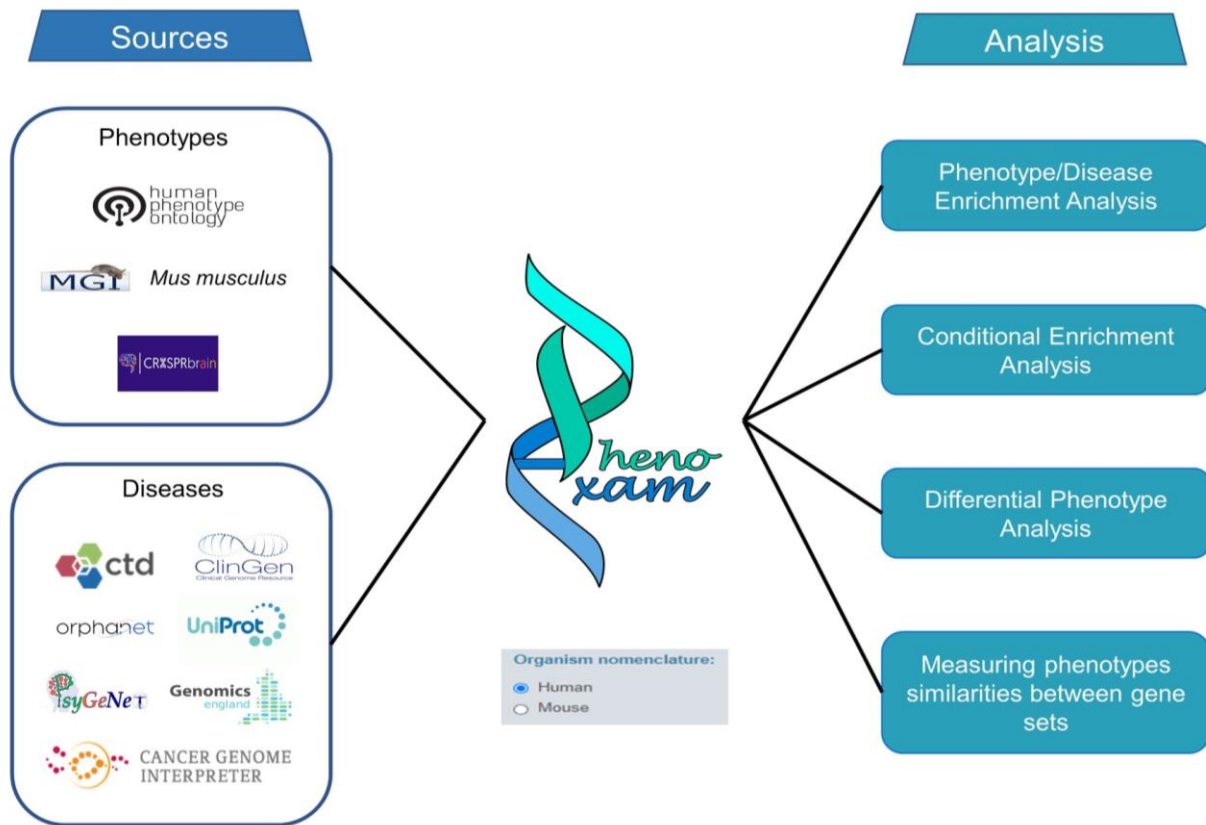 Sources
Analysis
Phenotypes
human
phenotype
ontology
MGI
Mus musculus
CRISPRbrain
Diseases
ctd
ClinGen
Clinical Genome Resource
orphanet
UniProt
PsyGeNeT
Genomics
england
CANCER GENOME
INTERPRETER
Pheno
Exam
Organism nomenclature:
Human
Mouse
Phenotype/Disease
Enrichment Analysis
Conditional Enrichment
Analysis
Differential Phenotype
Analysis
Measuring phenotypes
similarities between gene
sets